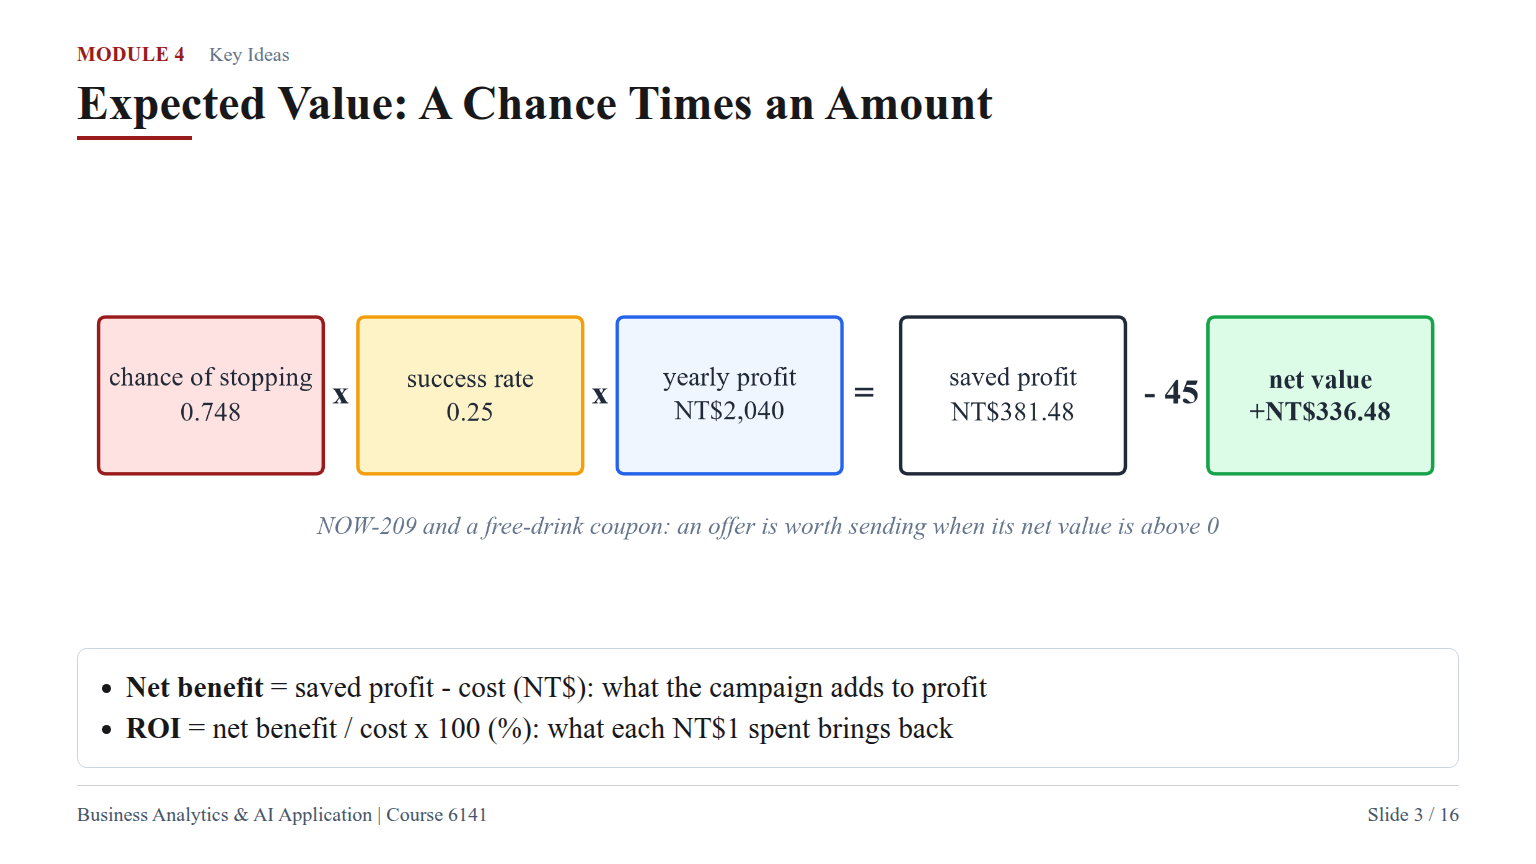 MODULE 4 Key Ideas
Expected Value: A Chance Times an Amount
chance of stopping
0.748
x
success rate
0.25
x
yearly profit
NT$2,040
=
saved profit
NT$381.48
- 45
net value
+NT$336.48
NOW-209 and a free-drink coupon: an offer is worth sending when its net value is above 0
• Net benefit = saved profit - cost (NT$): what the campaign adds to profit
• ROI = net benefit / cost x 100 (%): what each NT$1 spent brings back
Business Analytics & AI Application | Course 6141
Slide 3 / 16